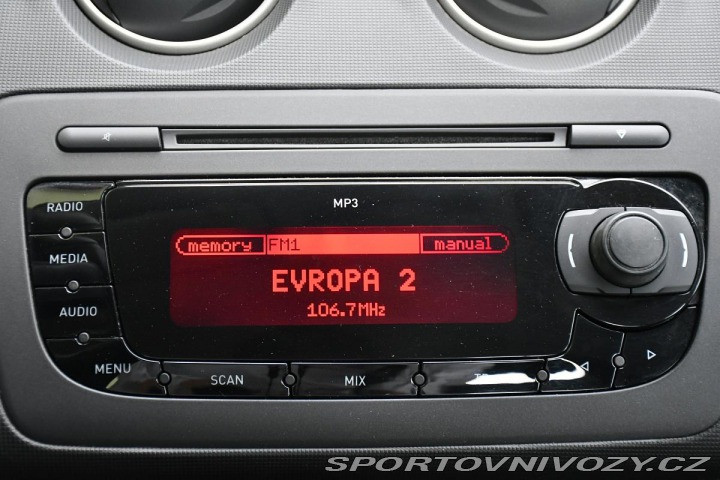 MP3
RADIO
MEDIA
AUDIO
memory FM1 manual
EVROPA 2
106.7MHz
MENU SCAN MIX
SPORTOVNIVOZY.CZ